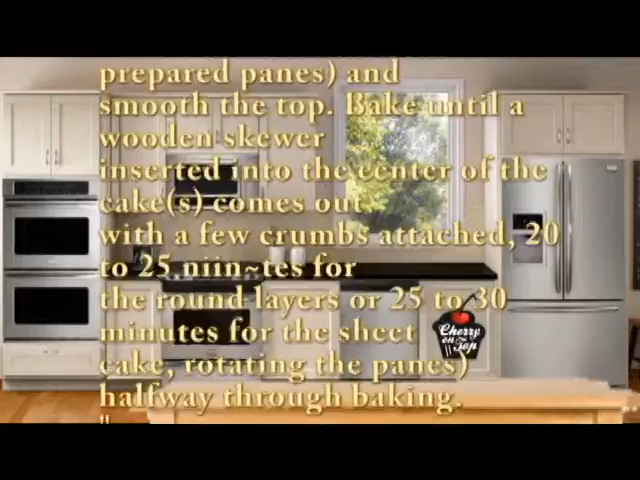 prepared panes) and
smooth the top. Bake until a
wooden skewer
inserted into the center of the
cake(s) comes out
with a few crumbs attached, 20
to 25 niin~tes for
the round layers or 25 to 30
minutes for the sheet
cake, rotating the panes)
halfway through baking.
"
Cherry
on The
Top